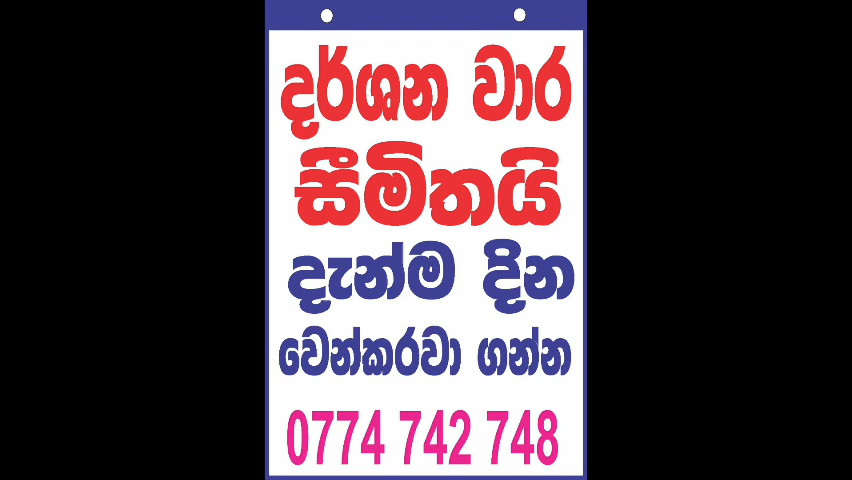 දර්ශන වාර
සීමිතයි
දැන්ම දින
වෙන්කරවා ගන්න
0774 742 748